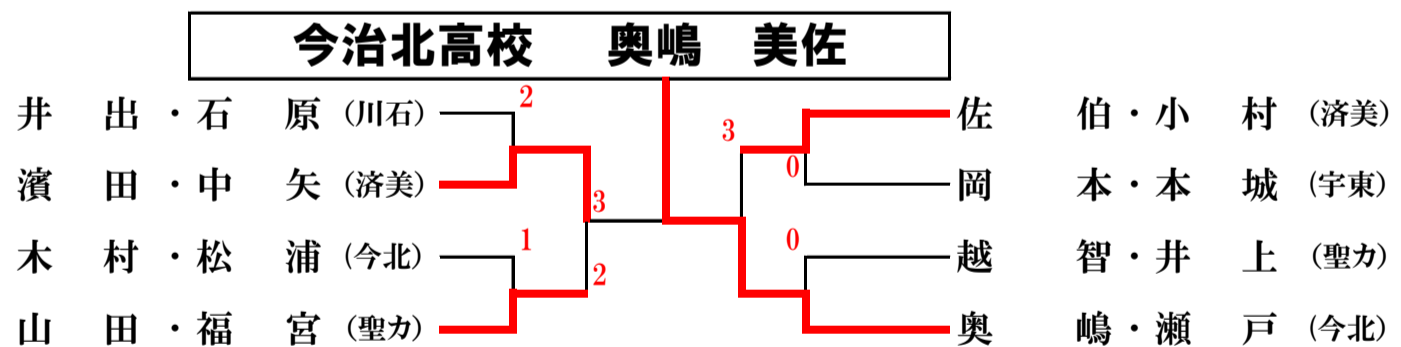 今治北高校 奥嶋 美佐
井出・石原（川石）
2
濱田・中矢（済美）
3
木村・松浦（今北）
1
山田・福宮（聖力）
2
佐伯・小村（済美）
3
0
岡本・本城（宇東）
越智・井上（聖力）
0
奥嶋・瀬戸（今北）